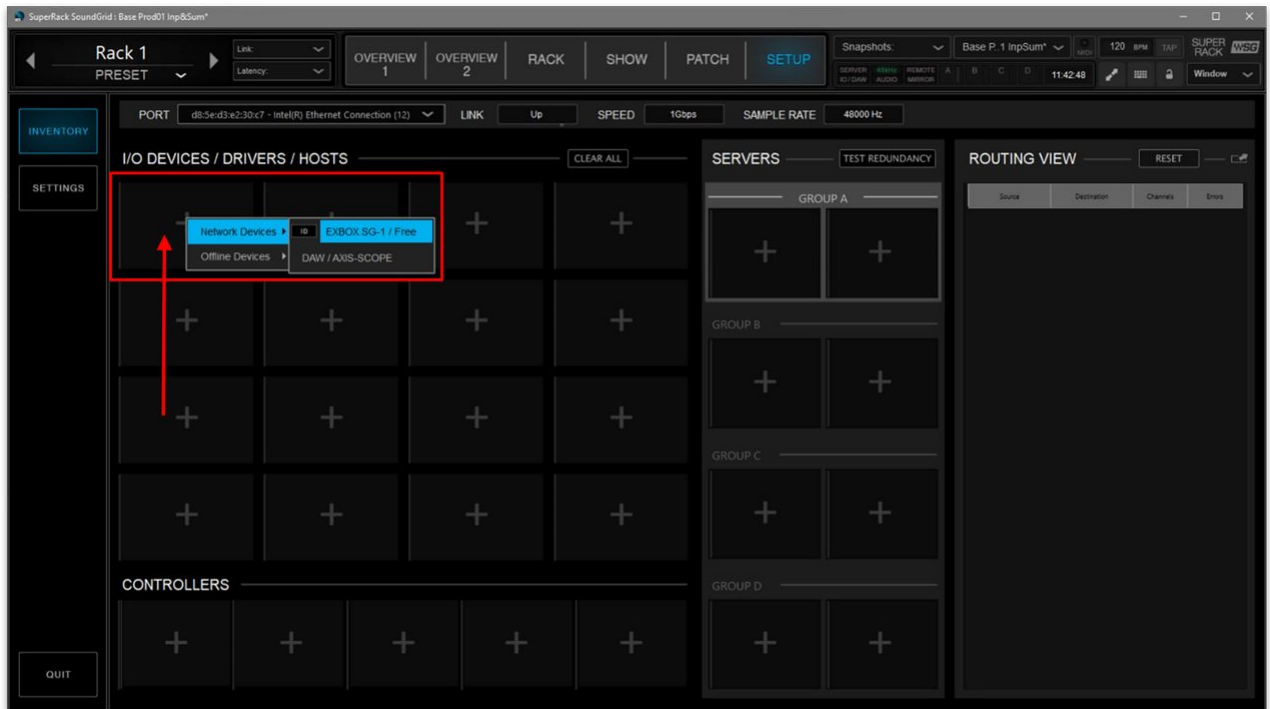 SuperRack SoundGrid : Base Prod01 Inp&Sum*
Rack 1
PRESET
Link:
Latency:
OVERVIEW 1
OVERVIEW 2
RACK
SHOW
PATCH
SETUP
Snapshots:
Base P..1 InpSum*
MIDI
120 BPM TAP
SUPER RACK WSG
SERVER IO/DAW
48kHz AUDIO
REMOTE MIRROR
A B C D
11:42:48
Window
INVENTORY
SETTINGS
QUIT
PORT d8:5e:d3:e2:30:c7 - Intel(R) Ethernet Connection (12) LINK Up SPEED 1Gbps SAMPLE RATE 48000 Hz
I/O DEVICES / DRIVERS / HOSTS
CLEAR ALL
Network Devices
ID EXBOX.SG-1 / Free
Offline Devices
DAW / AXIS-SCOPE
CONTROLLERS
SERVERS
TEST REDUNDANCY
GROUP A
GROUP B
GROUP C
GROUP D
ROUTING VIEW
RESET
Source Destination Channels Errors